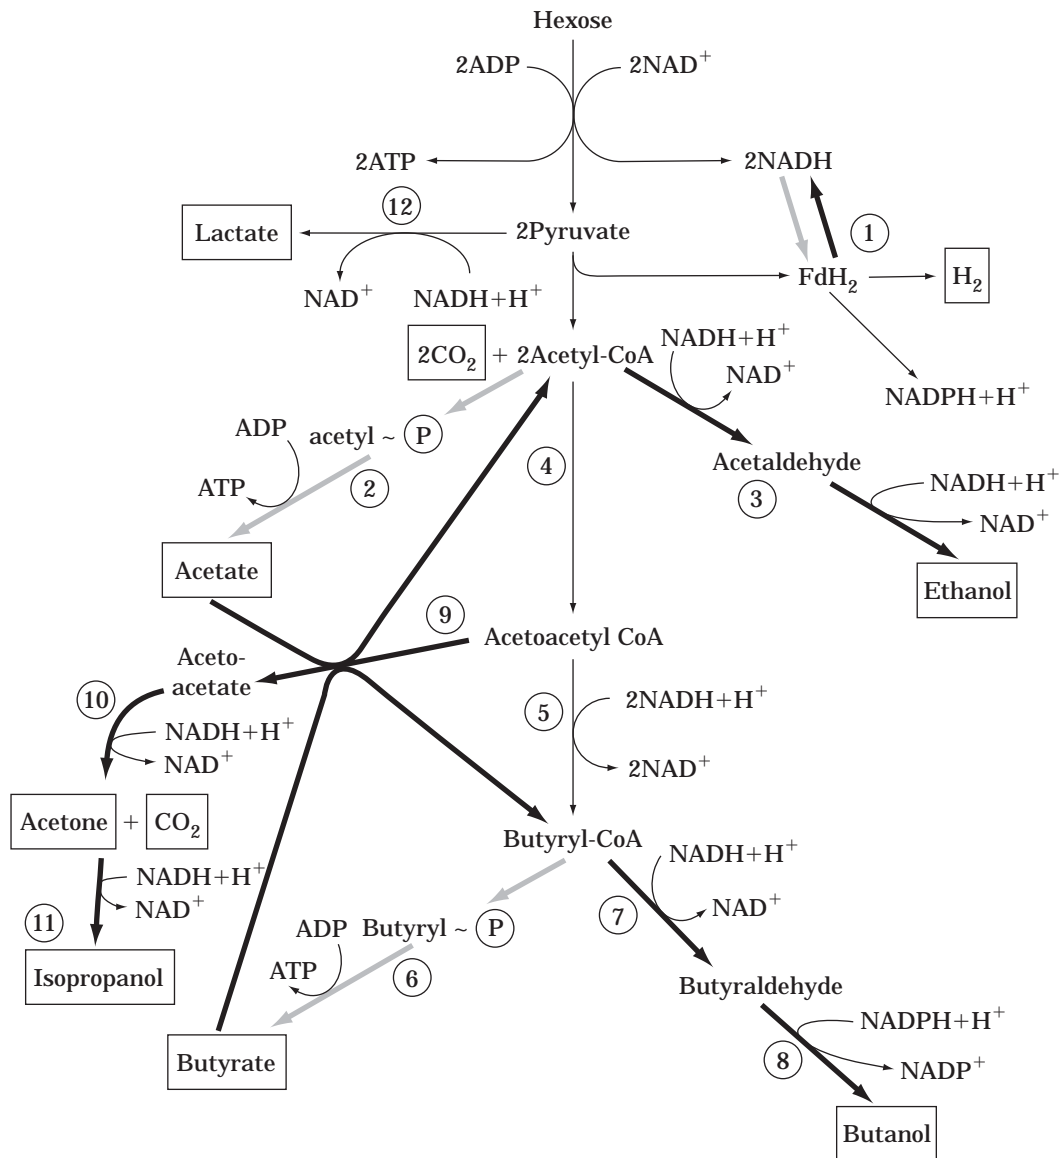 Hexose
2ADP 2NAD⁺
2ATP 2NADH
12
Lactate 2Pyruvate 1
FdH₂ H₂
NAD⁺ NADH+H⁺
2CO₂ + 2Acetyl-CoA NADH+H⁺
NAD⁺
NADPH+H⁺
ADP acetyl ~ P
4 Acetaldehyde
ATP 2 3 NADH+H⁺
NAD⁺
Acetate Ethanol
9
Acetoacetyl CoA
Aceto-
acetate
10 5 2NADH+H⁺
NADH+H⁺
NAD⁺ 2NAD⁺
Acetone + CO₂
Butyryl-CoA
NADH+H⁺
NADH+H⁺
NAD⁺ 7 NAD⁺
11 ADP Butyryl ~ P
Isopropanol ATP 6
Butyraldehyde
NADPH+H⁺
Butyrate 8 NADP⁺
Butanol